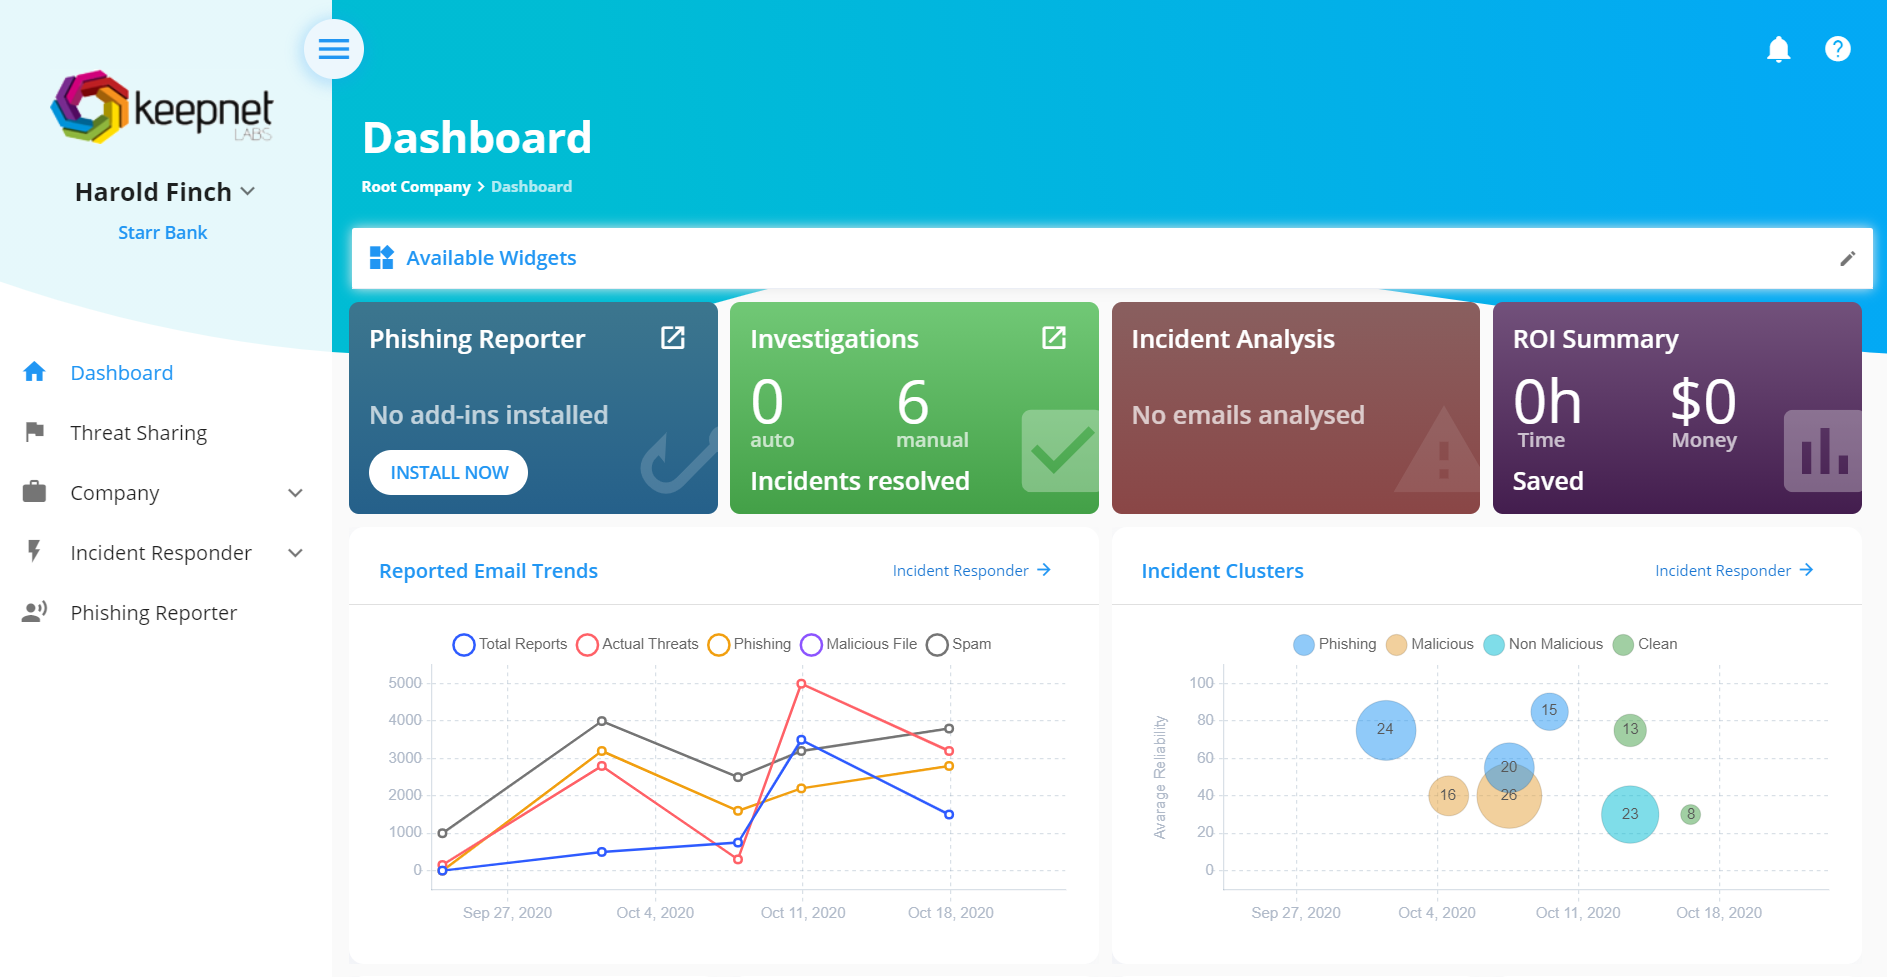 keepnet
LABS
Harold Finch
Starr Bank
Dashboard
Threat Sharing
Company
Incident Responder
Phishing Reporter
Dashboard
Root Company > Dashboard
Available Widgets
Phishing Reporter
No add-ins installed
INSTALL NOW
Investigations
0 6
auto manual
Incidents resolved
Incident Analysis
No emails analysed
ROI Summary
0h $0
Time Money
Saved
Reported Email Trends
Incident Responder →
Total Reports Actual Threats Phishing Malicious File Spam
5000
4000
3000
2000
1000
0
Sep 27, 2020 Oct 4, 2020 Oct 11, 2020 Oct 18, 2020
Incident Clusters
Incident Responder →
Phishing Malicious Non Malicious Clean
Avarage Reliability
100
80
60
40
20
0
15
24
13
20
16
26
23
8
Sep 27, 2020 Oct 4, 2020 Oct 11, 2020 Oct 18, 2020